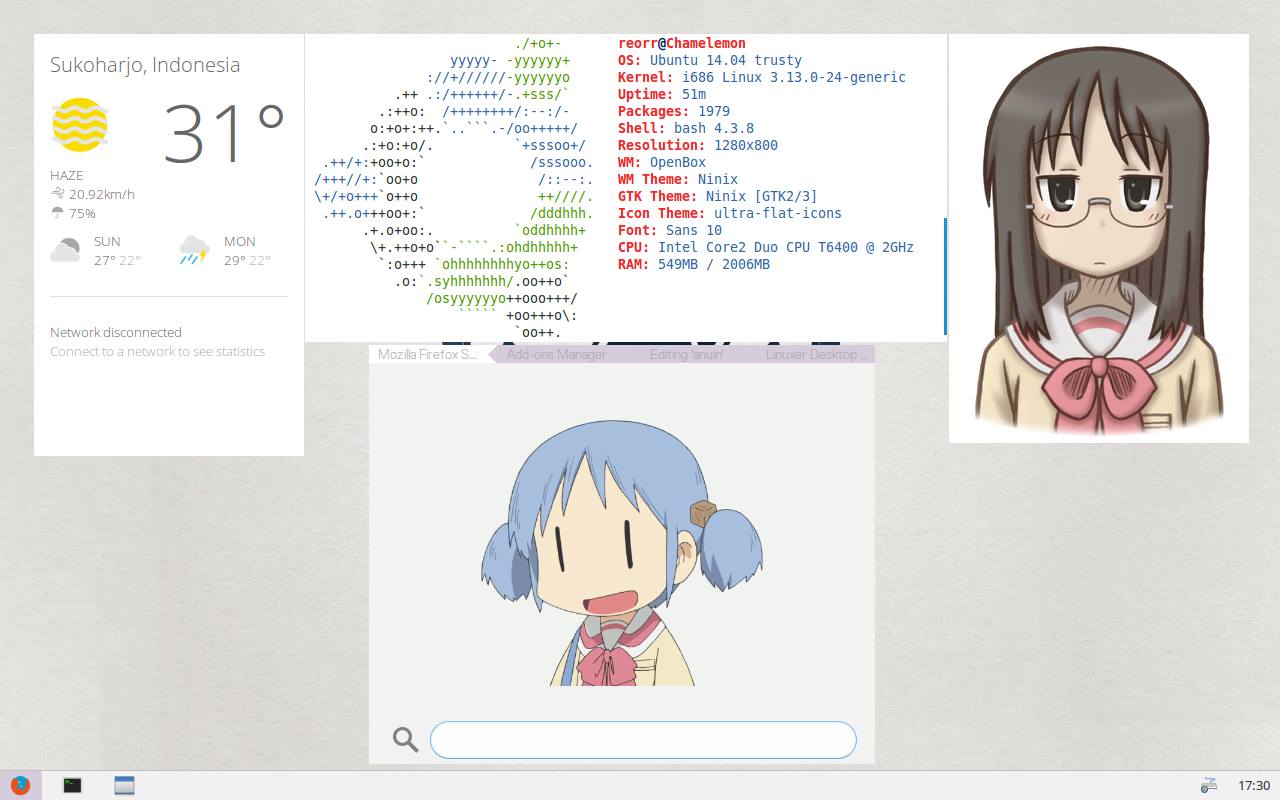 Sukoharjo, Indonesia
31°
HAZE
20.92km/h
75%
SUN
27° 22°
MON
29° 22°
Network disconnected
Connect to a network to see statistics
./+o+-
yyyyy- -yyyyyy+
://+//////-yyyyyyo
.++ .:/++++++/-.+sss/`
.:++o: /++++++++/:--:/-
o:+o+:++.`..```.-/oo+++++/
.:+o:+o/. `+sssoo+/
.++/+:+oo+o:` /sssooo.
/+++//+:`oo+o /::--:.
\+/+o+++`o++o ++////.
.++.o+++oo+:` /dddhhh.
.+.o+oo:. `oddhhhh+
\+.++o+o``-````.:ohdhhhhh+
`:o+++ `ohhhhhhhhyo++os:
.o:`.syhhhhhhh/.oo++o`
/osyyyyyyo++ooo+++/
````` +oo+++o\:
`oo++.
reorr@Chamelemon
OS: Ubuntu 14.04 trusty
Kernel: i686 Linux 3.13.0-24-generic
Uptime: 51m
Packages: 1979
Shell: bash 4.3.8
Resolution: 1280x800
WM: OpenBox
WM Theme: Ninix
GTK Theme: Ninix [GTK2/3]
Icon Theme: ultra-flat-icons
Font: Sans 10
CPU: Intel Core2 Duo CPU T6400 @ 2GHz
RAM: 549MB / 2006MB
Mozilla Firefox S... Add-ons Manager Editing 'anuin' Linuxer Desktop ...
17:30